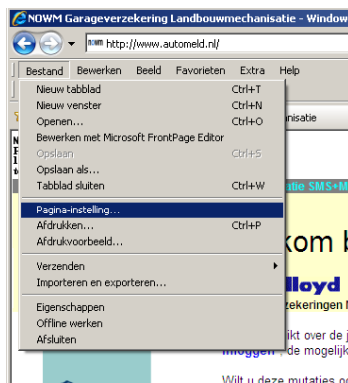 NOWM Garageverzekering Landbouwmechanisatie - Window
http://www.automeld.nl/
Bestand Bewerken Beeld Favorieten Extra Help
Nieuw tabblad Ctrl+T
Nieuw venster Ctrl+N
Openen... Ctrl+O
Bewerken met Microsoft FrontPage Editor
Opslaan Ctrl+S
Opslaan als...
Tabblad sluiten Ctrl+W
Pagina-instelling...
Afdrukken... Ctrl+P
Afdrukvoorbeeld...
Verzenden
Importeren en exporteren...
Eigenschappen
Offline werken
Afsluiten
nisatie
tie SMS+M
kom b
lloyd
zekeringen
ikt over de j
Inloggen , de mogelijk
Wilt u deze mutaties